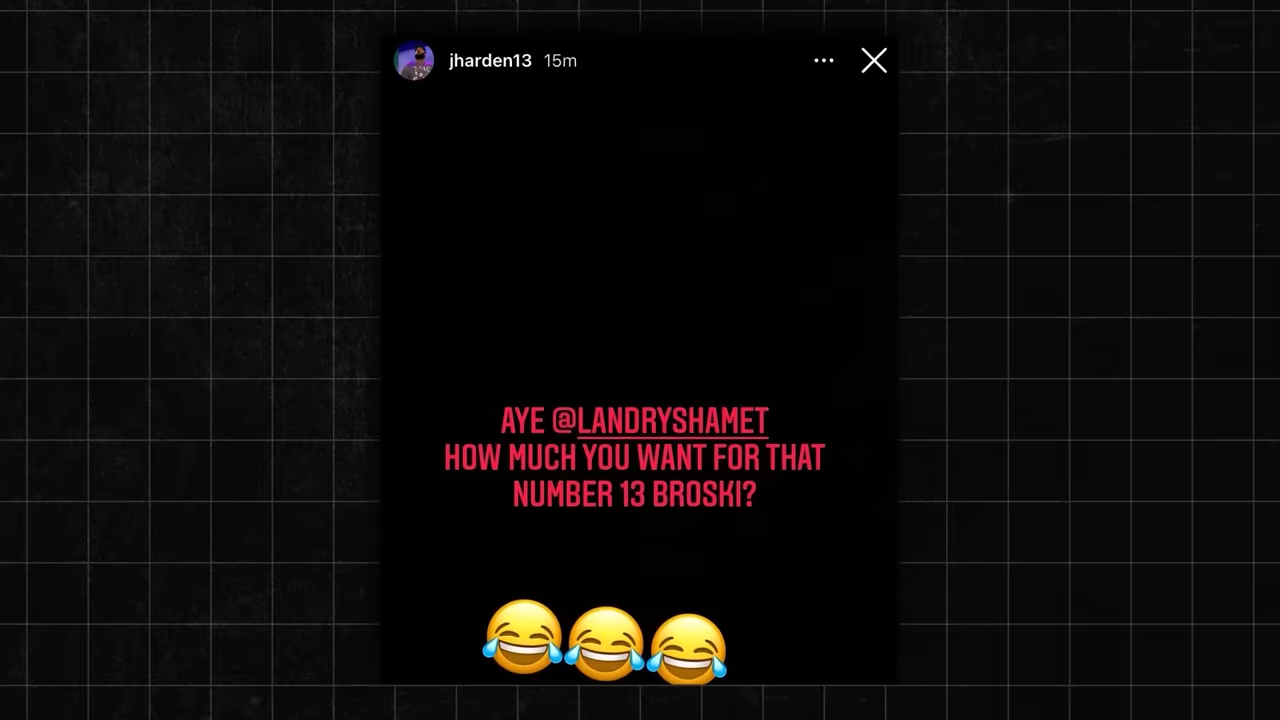 jharden13 15m
AYE @LANDRYSHAMET
HOW MUCH YOU WANT FOR THAT
NUMBER 13 BROSKI?